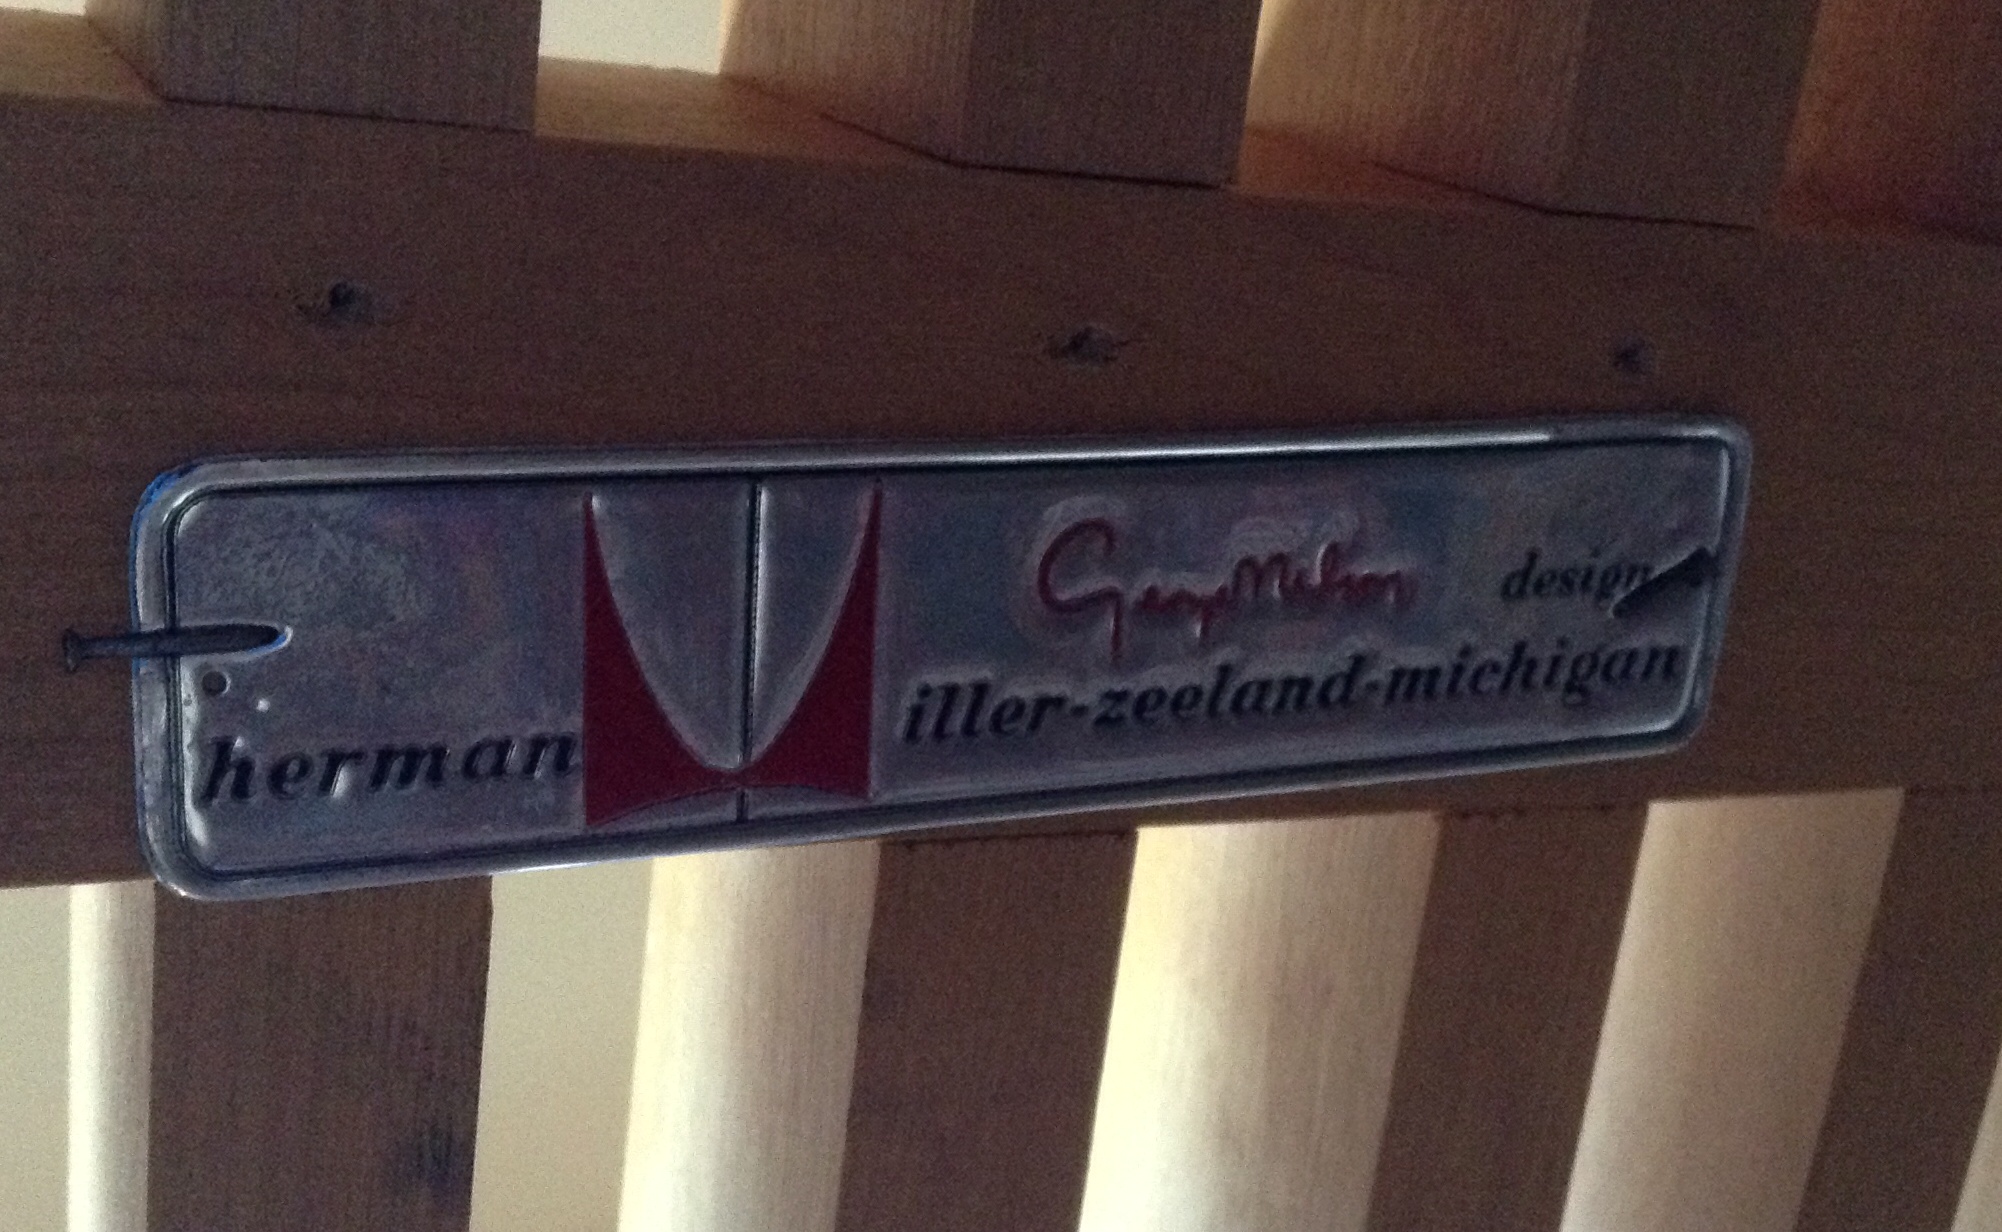 George Nelson design
herman miller-zeeland-michigan